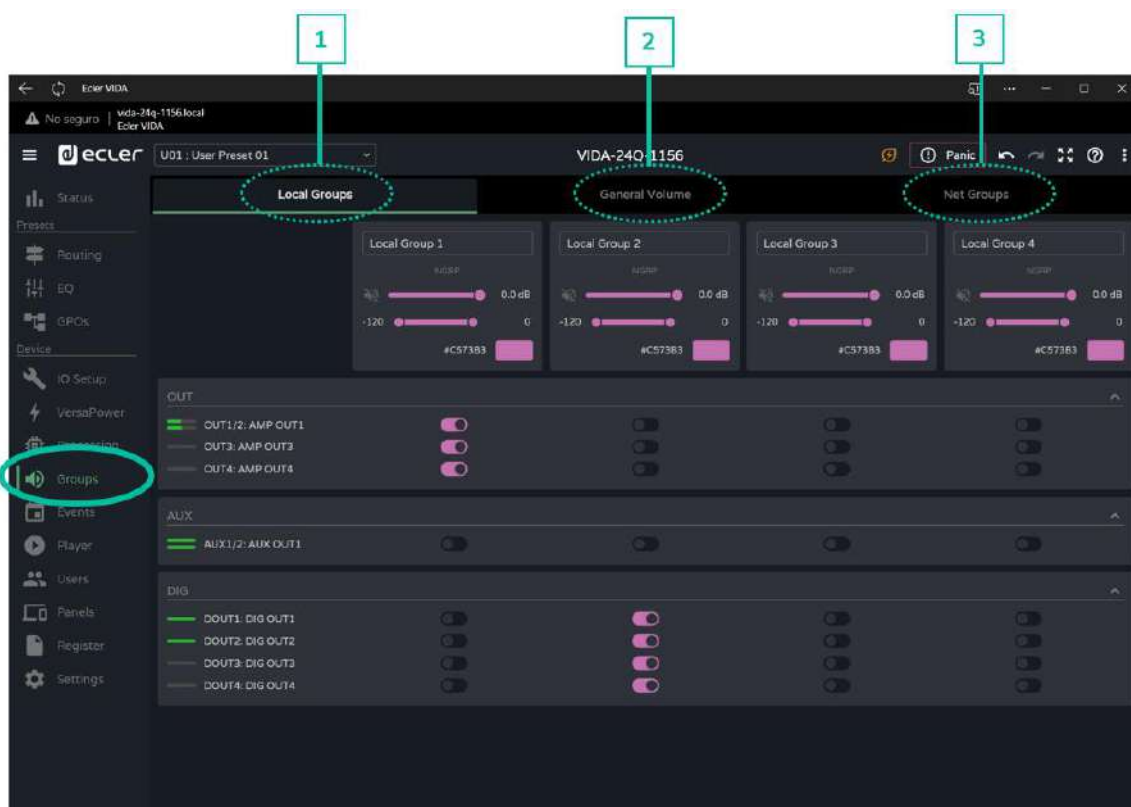 1 2 3
Ecler VIDA
No seguro vida-24q-1156.local
Ecler VIDA
ecler U01 : User Preset 01 VIDA-24Q-1156 Panic
Status Local Groups General Volume Net Groups
Presets
Routing
EQ
GPOs
Device
IO Setup
VersaPower
Processing
Groups
Events
Player
Users
Panels
Register
Settings
Local Group 1 Local Group 2 Local Group 3 Local Group 4
NGRP NGRP NGRP NGRP
0.0 dB 0.0 dB 0.0 dB 0.0 dB
-120 0 -120 0 -120 0 -120 0
#C573B3 #C573B3 #C573B3 #C573B3
OUT
OUT1/2: AMP OUT1
OUT3: AMP OUT3
OUT4: AMP OUT4
AUX
AUX1/2: AUX OUT1
DIG
DOUT1: DIG OUT1
DOUT2: DIG OUT2
DOUT3: DIG OUT3
DOUT4: DIG OUT4